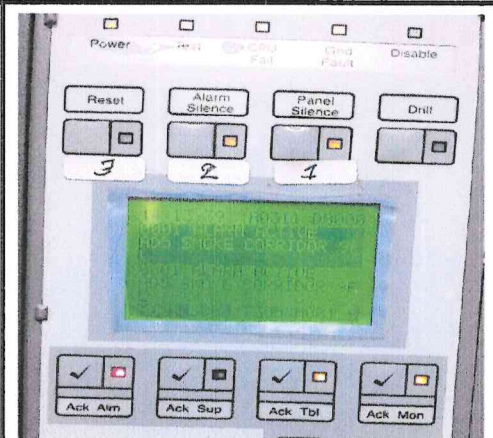 Power Test CPU Fail Gnd Fault Disable
Reset Alarm Silence Panel Silence Drill
3 2 1
ALARM ACTIVE
SMOKE CORRIDOR
ALARM ACTIVE
CORRIDOR
Ack Alm Ack Sup Ack Tbl Ack Mon